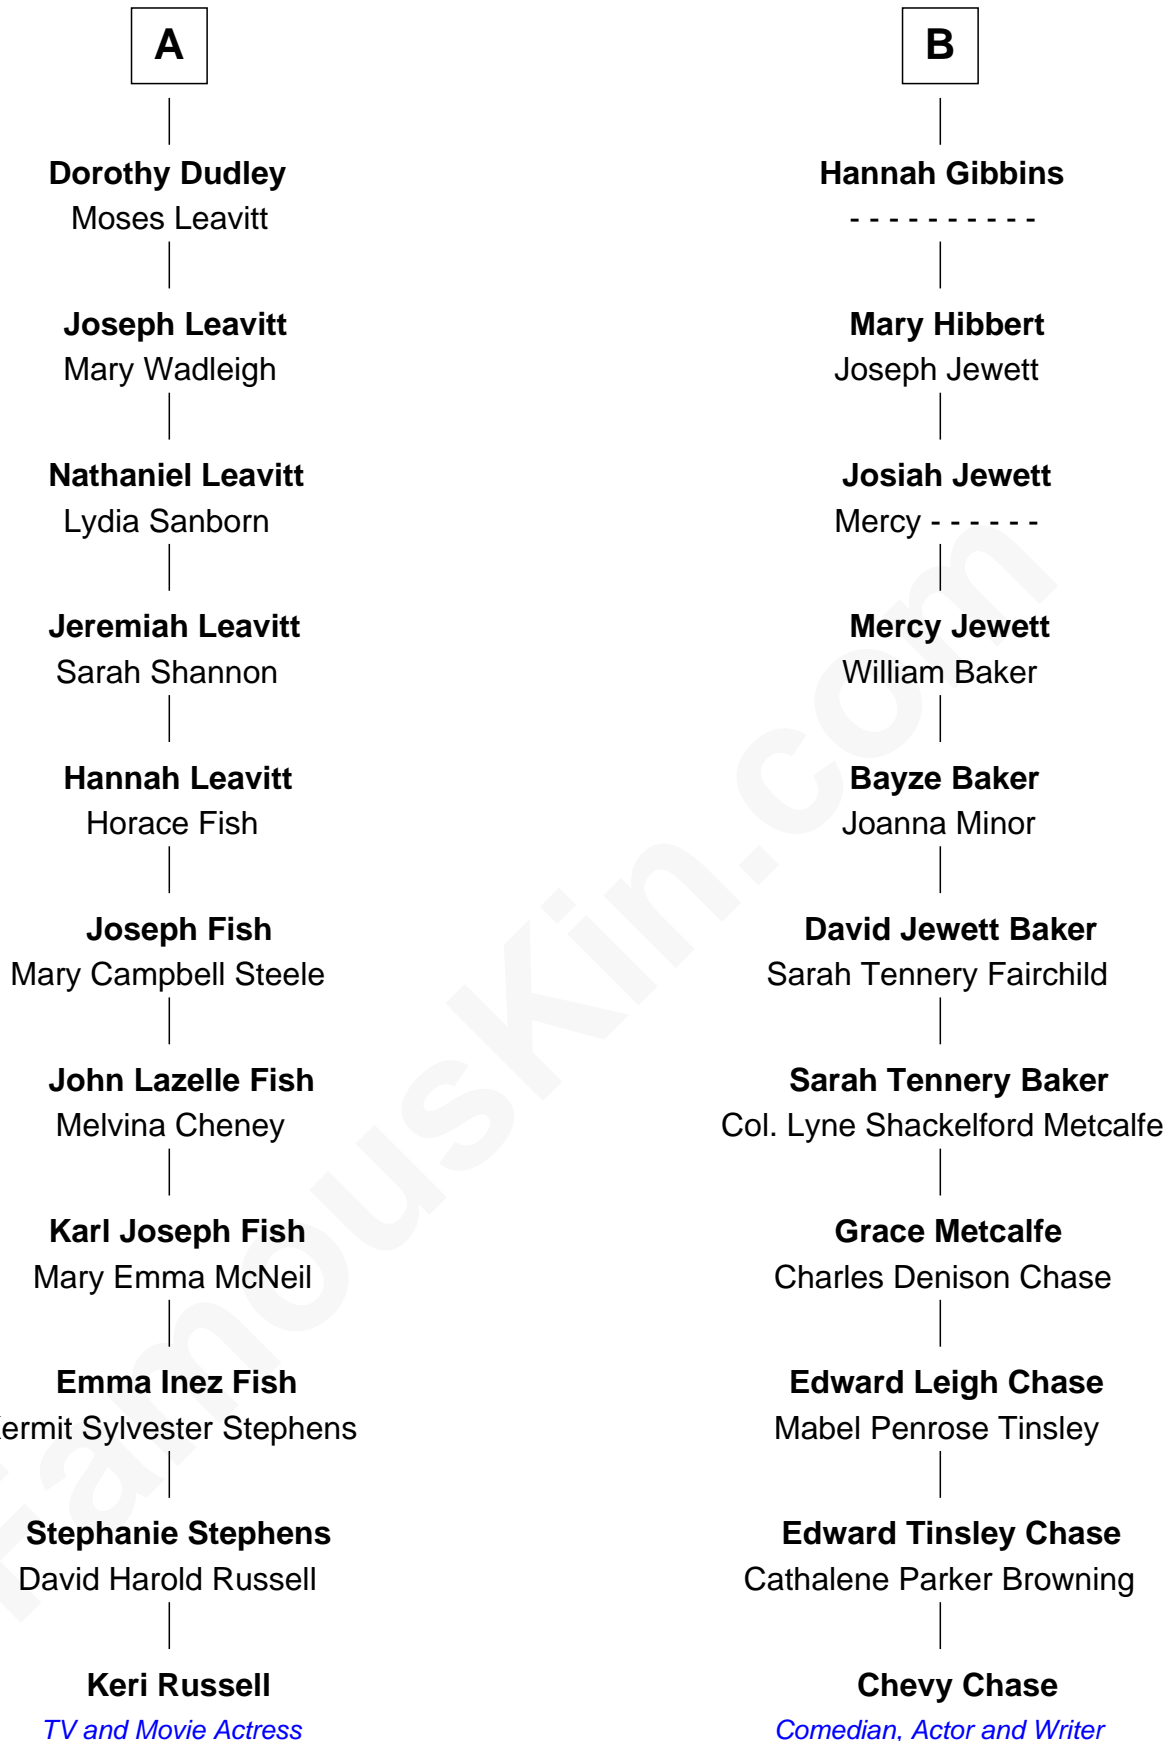 A
Dorothy Dudley
Moses Leavitt
Joseph Leavitt
Mary Wadleigh
Nathaniel Leavitt
Lydia Sanborn
Jeremiah Leavitt
Sarah Shannon
Hannah Leavitt
Horace Fish
Joseph Fish
Mary Campbell Steele
John Lazelle Fish
Melvina Cheney
Karl Joseph Fish
Mary Emma McNeil
Emma Inez Fish
ermit Sylvester Stephens
Stephanie Stephens
David Harold Russell
Keri Russell
TV and Movie Actress
B
Hannah Gibbins
- - - - - - - - - -
Mary Hibbert
Joseph Jewett
Josiah Jewett
Mercy - - - - - -
Mercy Jewett
William Baker
Bayze Baker
Joanna Minor
David Jewett Baker
Sarah Tennery Fairchild
Sarah Tennery Baker
Col. Lyne Shackelford Metcalfe
Grace Metcalfe
Charles Denison Chase
Edward Leigh Chase
Mabel Penrose Tinsley
Edward Tinsley Chase
Cathalene Parker Browning
Chevy Chase
Comedian, Actor and Writer
FamousKin.com